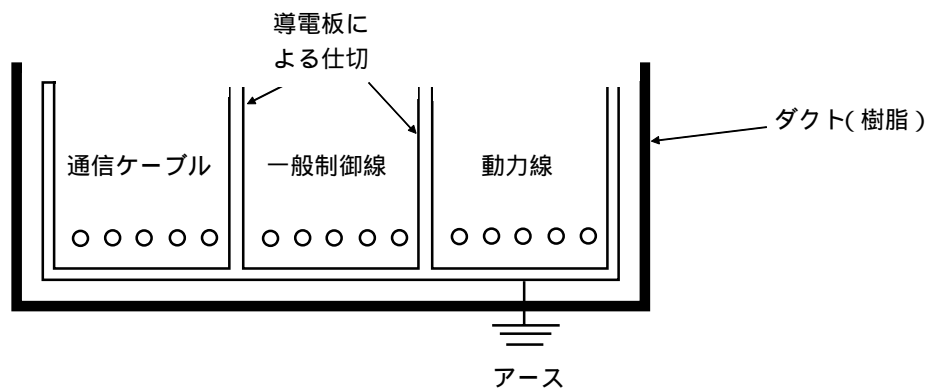 導電板に
よる仕切
ダクト(樹脂)
通信ケーブル
一般制御線
動力線
アース